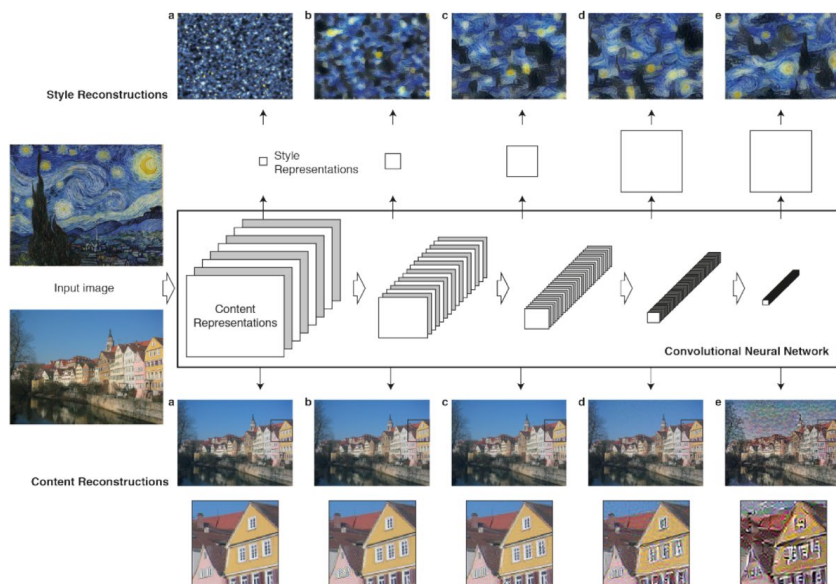 a b c d e
Style Reconstructions
Style
Representations
Input image
Content
Representations
Convolutional Neural Network
a b c d e
Content Reconstructions